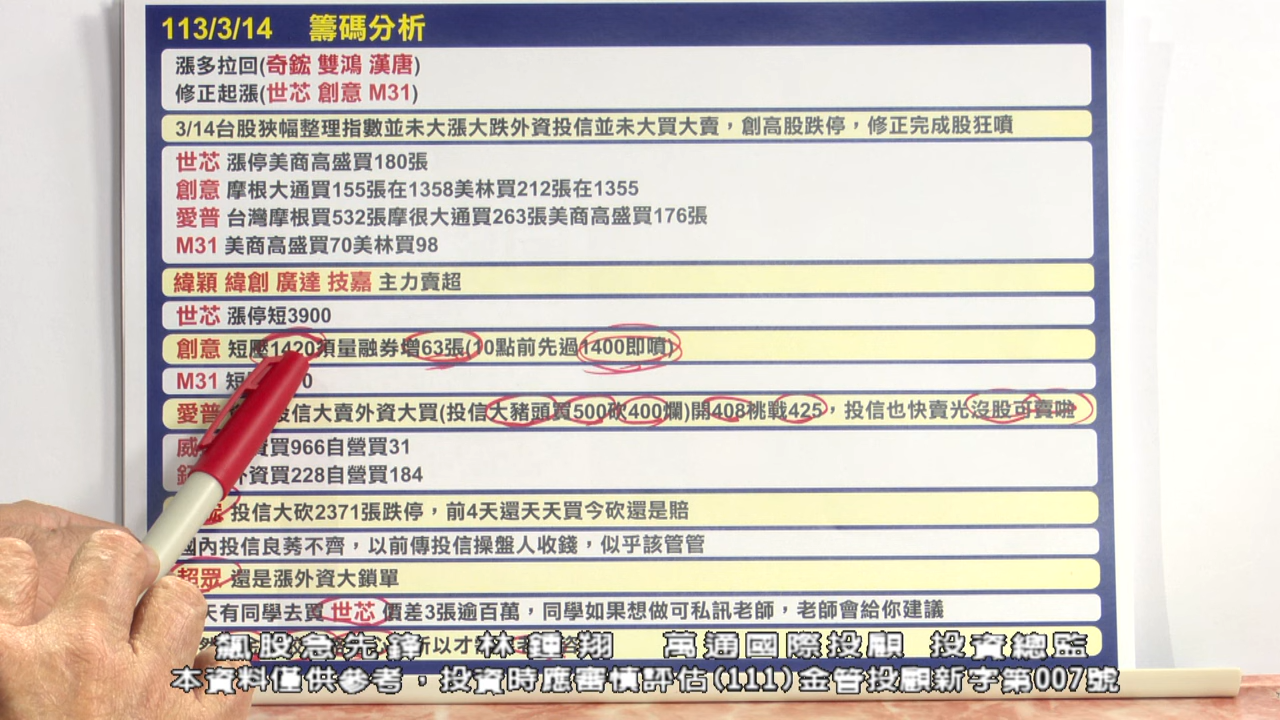 113/3/14 籌碼分析
漲多拉回(奇鋐 雙鴻 漢唐)
修正起漲(世芯 創意 M31)
3/14台股狹幅整理指數並未大漲大跌外資投信並未大買大賣，創高股跌停，修正完成股狂噴
世芯 漲停美商高盛買180張
創意 摩根大通買155張在1358美林買212張在1355
愛普 台灣摩根買532張摩很大通買263張美商高盛買176張
M31 美商高盛買70美林買98
緯穎 緯創 廣達 技嘉 主力賣超
世芯 漲停短3900
創意 短壓1420須量融券增63張(10點前先過1400即噴)
M31 短 0
愛普 投信大賣外資大買(投信大豬頭買500砍400爛)開408挑戰425，投信也快賣光沒股可賣啦
威 資買966自營買31
外資買228自營買184
投信大砍2371張跌停，前4天還天天買今砍還是賠
國內投信良莠不齊，以前傳投信操盤人收錢，似乎該管管
超眾 還是漲外資大鎖單
天有同學去買 世芯 價差3張逾百萬，同學如果想做可私訊老師，老師會給你建議
所以才
飆股急先鋒 林鍾翔 萬通國際投顧 投資總監
本資料僅供參考，投資時應審慎評估(111)金管投顧新字第007號